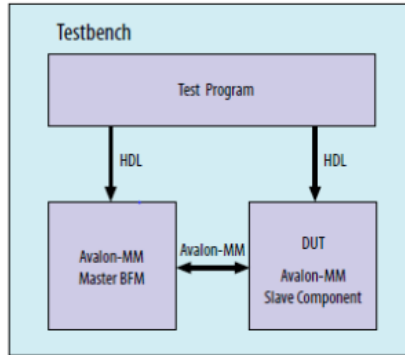 Testbench
Test Program
HDL
HDL
Avalon-MM
Master BFM
Avalon-MM
DUT
Avalon-MM
Slave Component